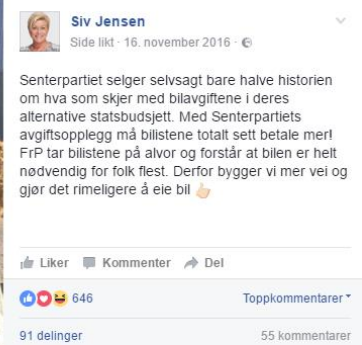 Siv Jensen
Side likt · 16. november 2016 ·
Senterpartiet selger selvsagt bare halve historien
om hva som skjer med bilavgiftene i deres
alternative statsbudsjett. Med Senterpartiets
avgiftsopplegg må bilistene totalt sett betale mer!
FrP tar bilistene på alvor og forstår at bilen er helt
nødvendig for folk flest. Derfor bygger vi mer vei og
gjør det rimeligere å eie bil 👆🏻
Liker Kommenter Del
646 Toppkommentarer
91 delinger 55 kommentarer